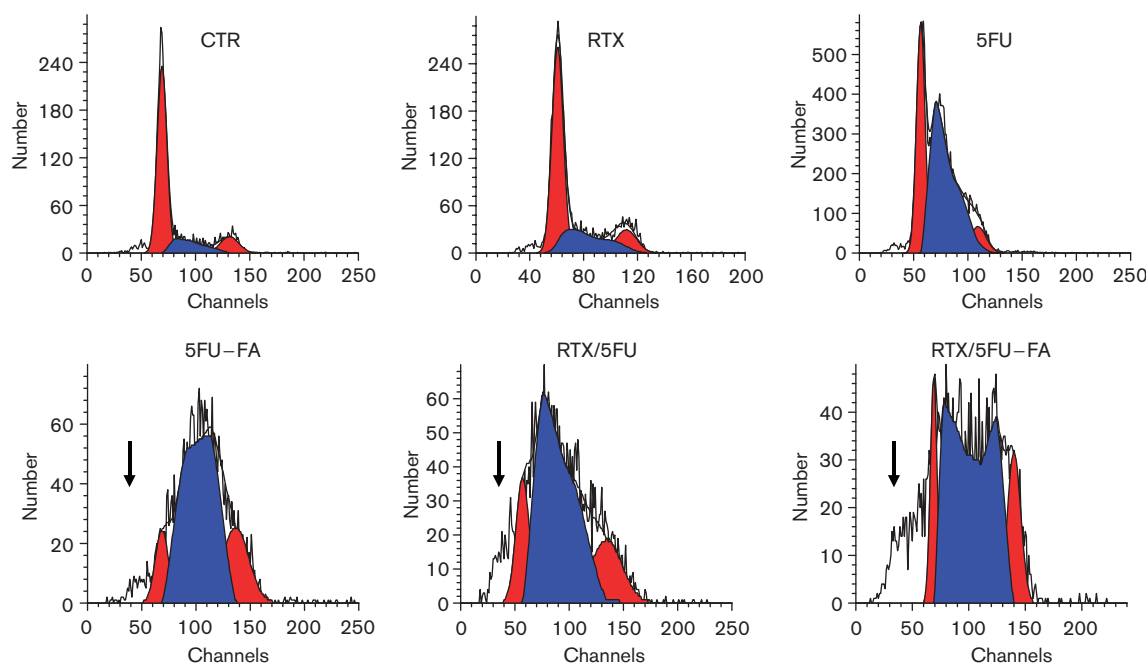 CTR
Number
240
180
120
60
0
0 50 100 150 200 250
Channels
RTX
Number
240
180
120
60
0
0 40 80 120 160 200
Channels
5FU
Number
500
400
300
200
100
0
0 50 100 150 200 250
Channels
5FU–FA
Number
60
40
20
0
0 50 100 150 200 250
Channels
RTX/5FU
Number
60
50
40
30
20
10
0
0 50 100 150 200 250
Channels
RTX/5FU–FA
Number
40
30
20
10
0
0 50 100 150 200
Channels